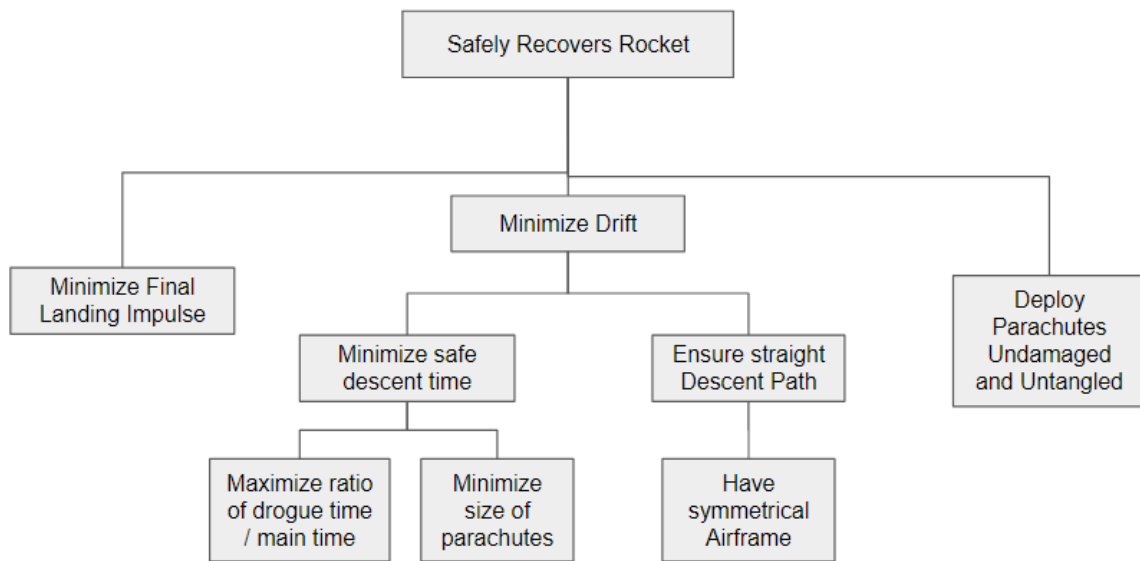 Safely Recovers Rocket
Minimize Drift
Minimize Final
Landing Impulse
Deploy
Parachutes
Undamaged
and Untangled
Minimize safe
descent time
Ensure straight
Descent Path
Maximize ratio
of drogue time
/ main time
Minimize
size of
parachutes
Have
symmetrical
Airframe